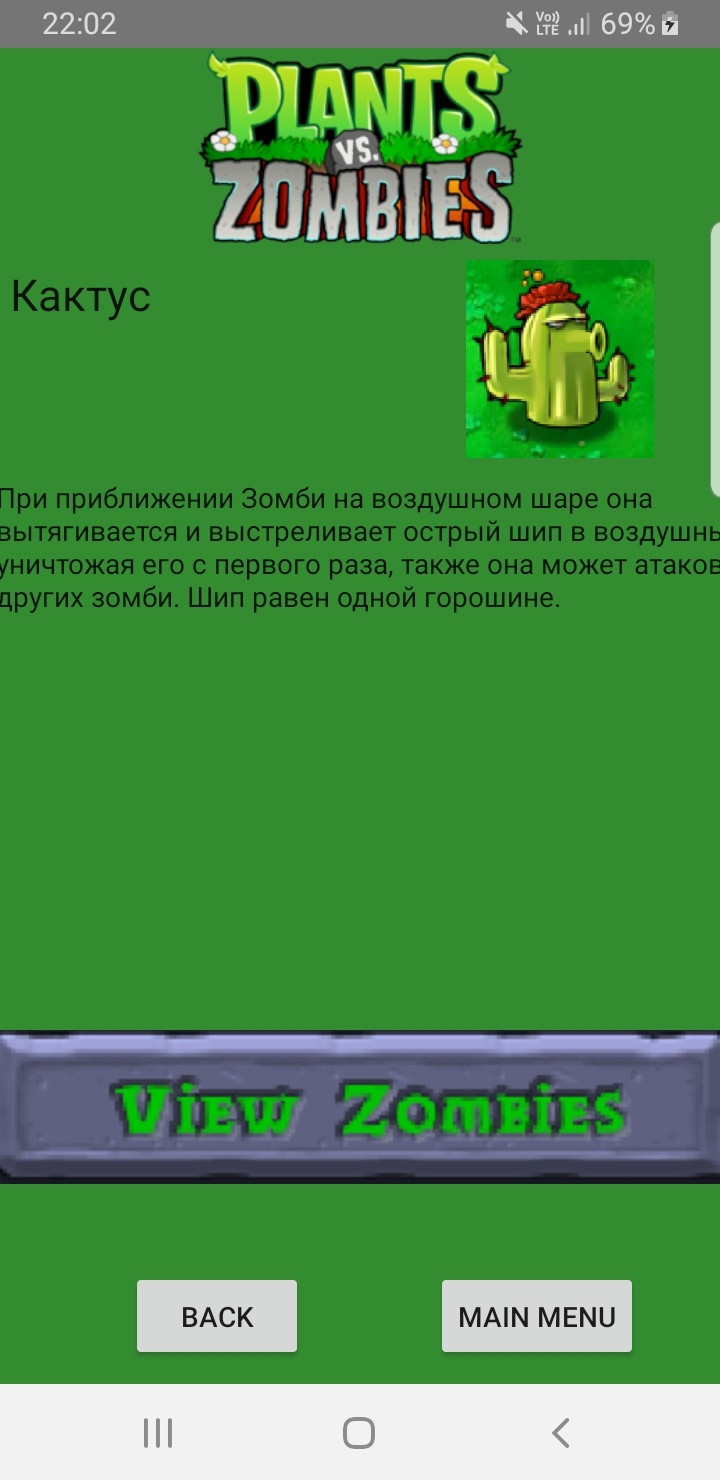 22:02
Vo))
LTE
69%
PLANTS
VS.
ZOMBIES
Кактус
При приближении Зомби на воздушном шаре она
вытягивается и выстреливает острый шип в воздушны
уничтожая его с первого раза, также она может атаков
других зомби. Шип равен одной горошине.
View Zombies
BACK
MAIN MENU